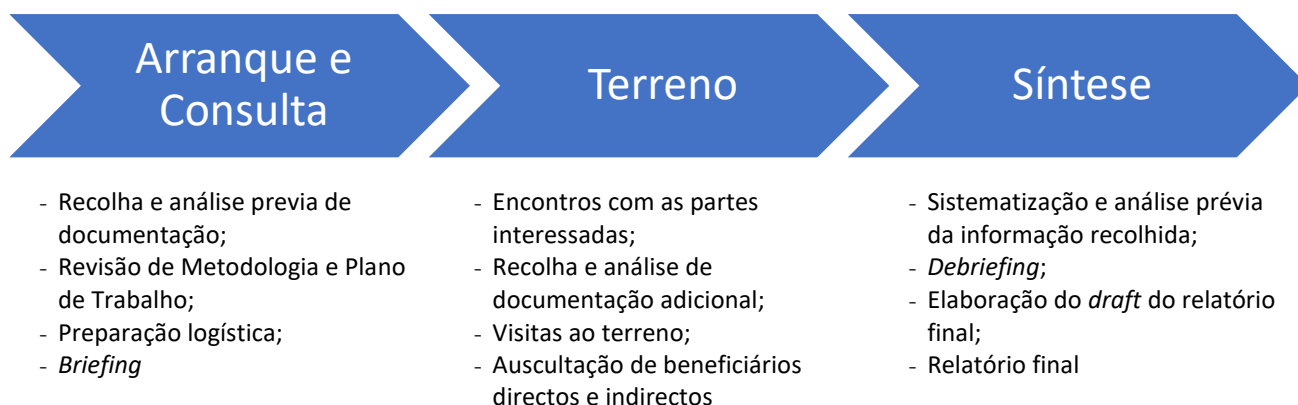 Arranque e
Consulta
Terreno
Síntese
- Recolha e análise previa de
documentação;
- Revisão de Metodologia e Plano
de Trabalho;
- Preparação logística;
- Briefing
- Encontros com as partes
interessadas;
- Recolha e análise de
documentação adicional;
- Visitas ao terreno;
- Auscultação de beneficiários
directos e indirectos
- Sistematização e análise prévia
da informação recolhida;
- Debriefing;
- Elaboração do draft do relatório
final;
- Relatório final